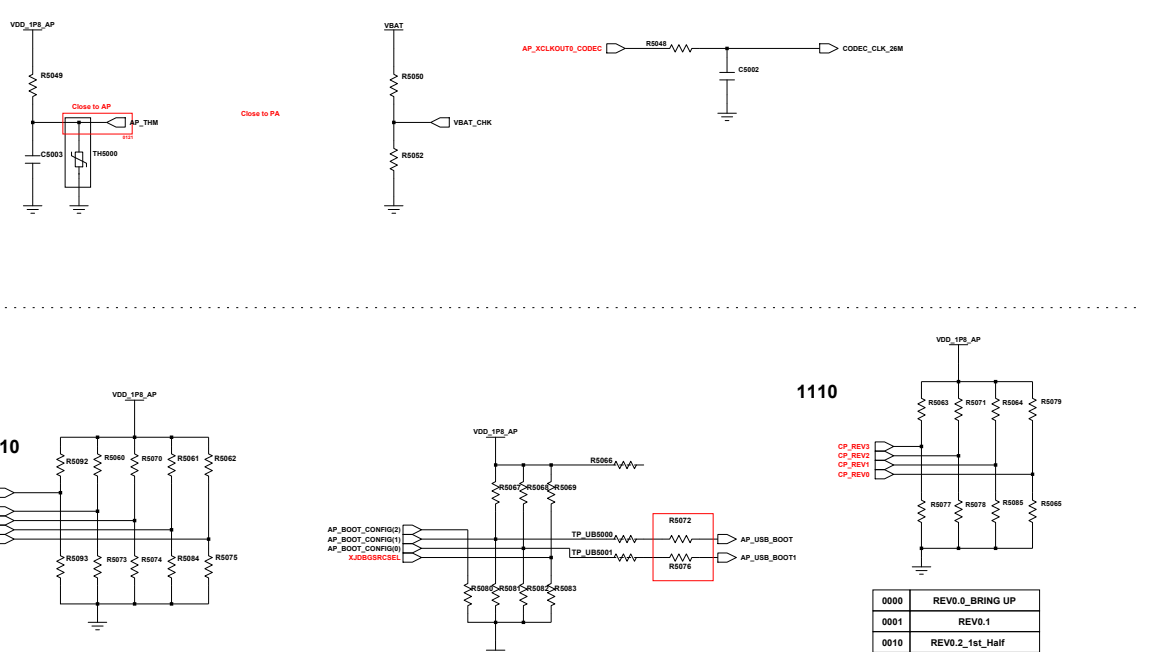 VDD_1P8_AP
VBAT
AP_XCLKOUT0_CODEC
R5048
CODEC_CLK_26M
C5002
R5049
R5050
Close to AP
Close to PA
AP_THM
VBAT_CHK
C5003
TH5000
R5052
VDD_1P8_AP
1110
R5063
R5071
R5064
R5079
VDD_1P8_AP
VDD_1P8_AP
10
R5092
R5060
R5070
R5061
R5062
R5066
R5067
R5068
R5069
CP_REV3
CP_REV2
CP_REV1
CP_REV0
R5077
R5078
R5085
R5065
AP_BOOT_CONFIG(2)
AP_BOOT_CONFIG(1)
AP_BOOT_CONFIG(0)
XJDBGSRCSEL
TP_UB5000
TP_UB5001
R5072
R5076
AP_USB_BOOT
AP_USB_BOOT1
R5093
R5073
R5074
R5084
R5075
R5080
R5081
R5082
R5083
0000 REV0.0_BRING UP
0001 REV0.1
0010 REV0.2_1st_Half